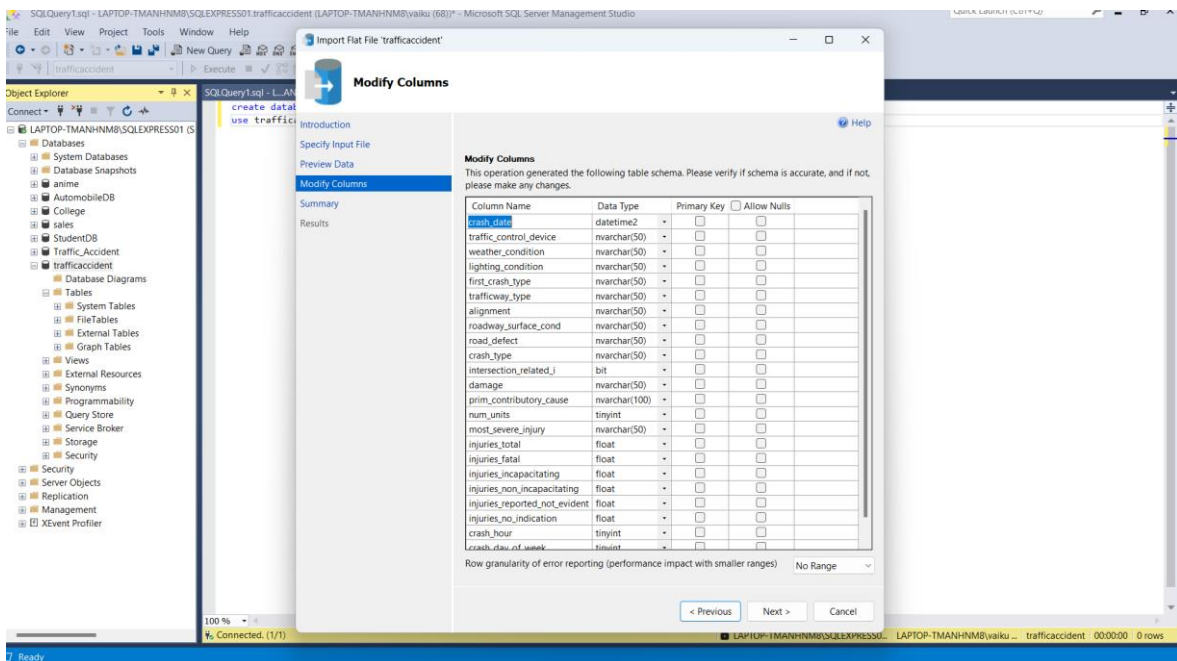 SQLQuery1.sql - LAPTOP-TMANHNM8\SQLEXPRESS01.trafficaccident (LAPTOP-TMANHNM8\vaiku (68))* - Microsoft SQL Server Management Studio
Quick Launch (Ctrl+Q)
File Edit View Project Tools Window Help
New Query
trafficaccident
Execute
Object Explorer
Connect
LAPTOP-TMANHNM8\SQLEXPRESS01 (S
Databases
System Databases
Database Snapshots
anime
AutomobileDB
College
sales
StudentDB
Traffic_Accident
trafficaccident
Database Diagrams
Tables
System Tables
FileTables
External Tables
Graph Tables
Views
External Resources
Synonyms
Programmability
Query Store
Service Broker
Storage
Security
Security
Server Objects
Replication
Management
XEvent Profiler
SQLQuery1.sql - L...AN
create datab
use traffic
100 %
Connected. (1/1)
Import Flat File 'trafficaccident'
Modify Columns
Help
Introduction
Specify Input File
Preview Data
Modify Columns
Summary
Results
Modify Columns
This operation generated the following table schema. Please verify if schema is accurate, and if not,
please make any changes.
Column Name Data Type Primary Key Allow Nulls
crash_date datetime2
traffic_control_device nvarchar(50)
weather_condition nvarchar(50)
lighting_condition nvarchar(50)
first_crash_type nvarchar(50)
trafficway_type nvarchar(50)
alignment nvarchar(50)
roadway_surface_cond nvarchar(50)
road_defect nvarchar(50)
crash_type nvarchar(50)
intersection_related_i bit
damage nvarchar(50)
prim_contributory_cause nvarchar(100)
num_units tinyint
most_severe_injury nvarchar(50)
injuries_total float
injuries_fatal float
injuries_incapacitating float
injuries_non_incapacitating float
injuries_reported_not_evident float
injuries_no_indication float
crash_hour tinyint
crash_day_of_week tinyint
Row granularity of error reporting (performance impact with smaller ranges) No Range
< Previous Next > Cancel
LAPTOP-TMANHNM8\SQLEXPRESS0... LAPTOP-TMANHNM8\vaiku ... trafficaccident 00:00:00 0 rows
Ready